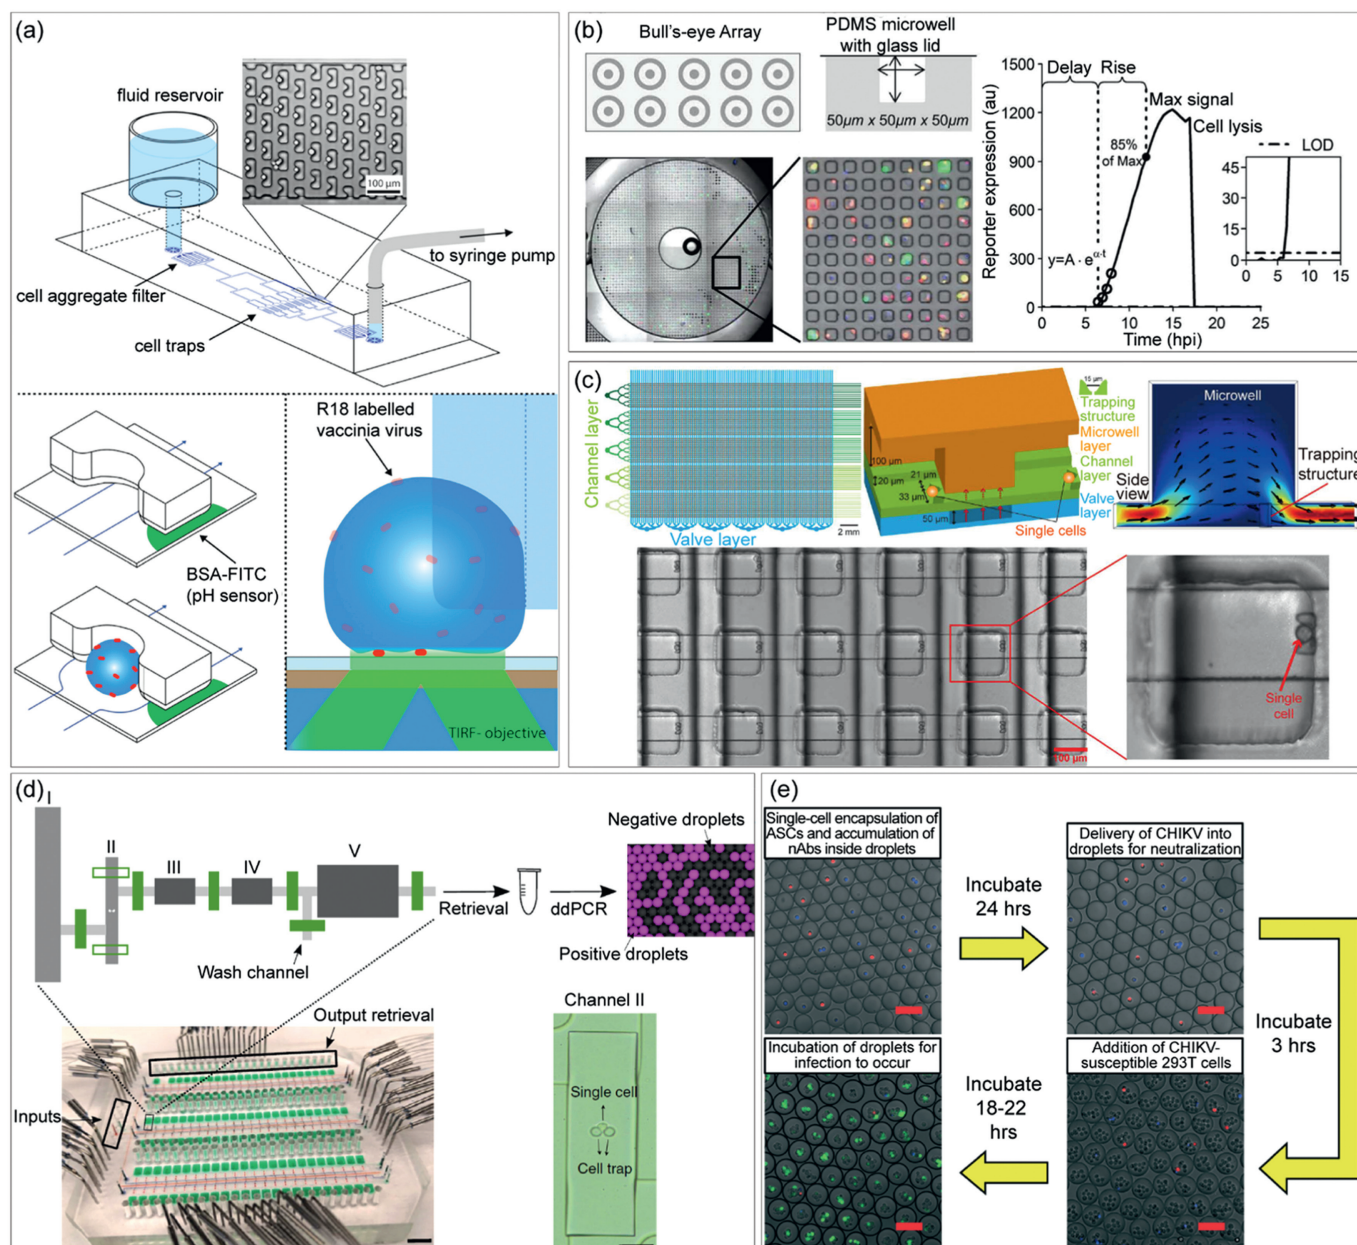 (a)
fluid reservoir
100 µm
to syringe pump
cell aggregate filter
cell traps
R18 labelled
vaccinia virus
BSA-FITC
(pH sensor)
TIRF- objective
(b)
Bull's-eye Array
PDMS microwell
with glass lid
50µm x 50µm x 50µm
Reporter expression (au)
1500
1200
900
600
300
0
Delay
Rise
Max signal
Cell lysis
85%
of Max
y=A · e^α·t
LOD
45
30
15
0
0 5 10 15
0 5 10 15 20 25
Time (hpi)
(c)
Channel layer
Valve layer
2 mm
15 µm
Trapping
structure
Microwell
layer
Channel
layer
Valve
layer
100 µm
20 µm
21 µm
33 µm
50 µm
Single cells
Microwell
Side
view
Trapping
structure
100 µm
Single
cell
(d)
I
II
III
IV
V
Wash channel
Retrieval
ddPCR
Negative droplets
Positive droplets
Output retrieval
Inputs
Channel II
Single cell
Cell trap
(e)
Single-cell encapsulation of
ASCs and accumulation of
nAbs inside droplets
Incubate
24 hrs
Delivery of CHIKV into
droplets for neutralization
Incubate
3 hrs
Addition of CHIKV-
susceptible 293T cells
Incubate
18-22
hrs
Incubation of droplets for
infection to occur